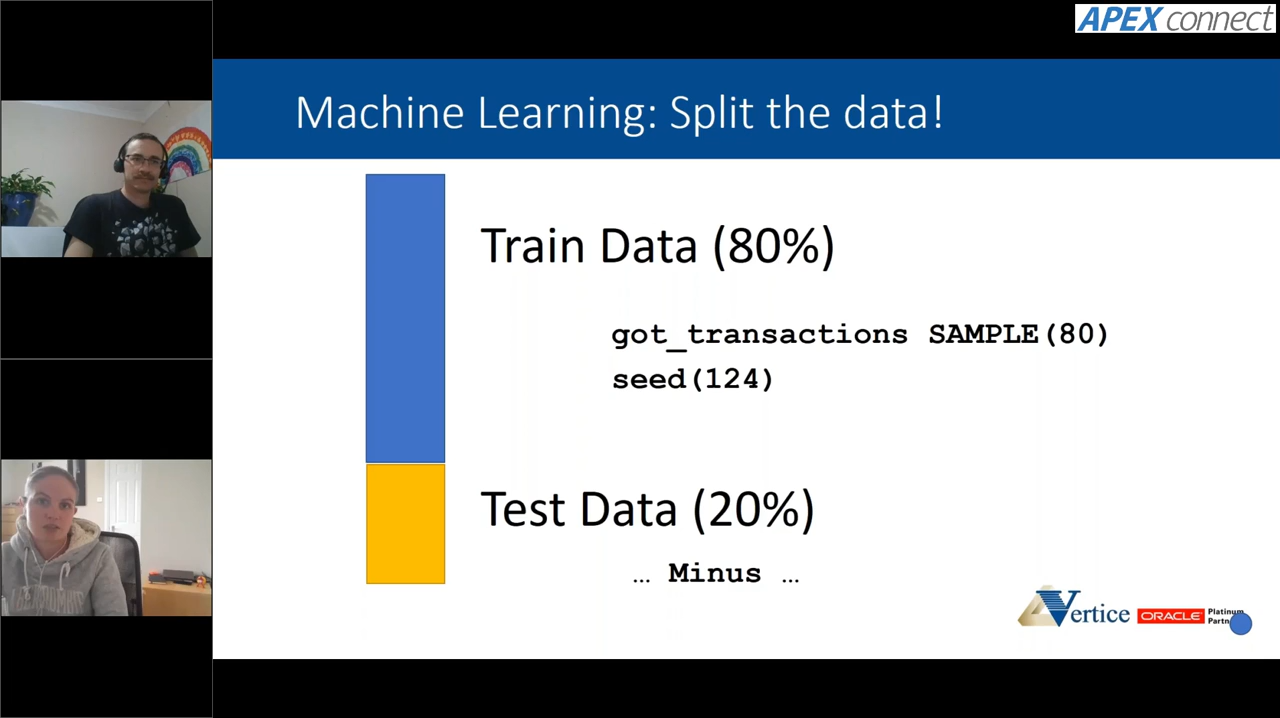 APEX connect
Machine Learning: Split the data!
Train Data (80%)
got_transactions SAMPLE(80)
seed(124)
Test Data (20%)
… Minus …
Vertice ORACLE Platinum